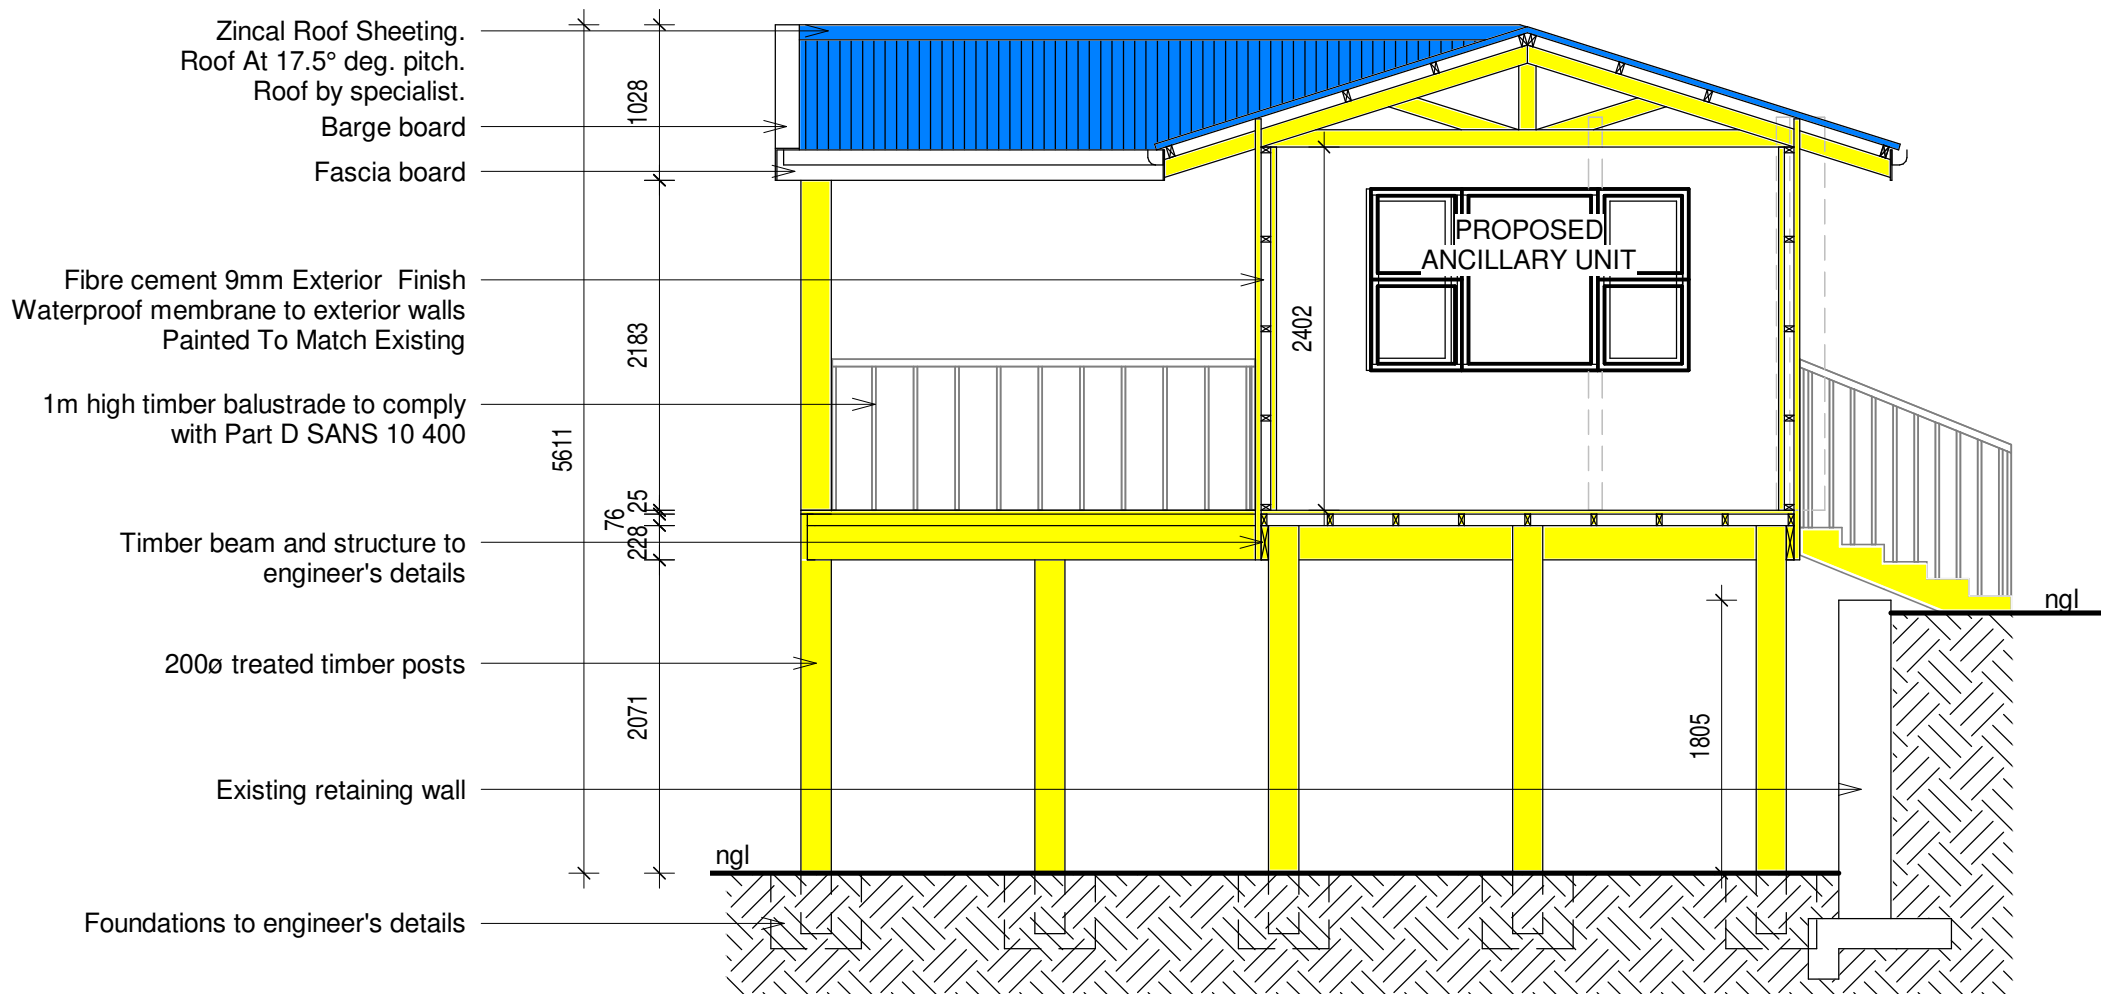 Zincal Roof Sheeting.
Roof At 17.5° deg. pitch.
Roof by specialist.
Barge board
Fascia board
Fibre cement 9mm Exterior  Finish
Waterproof membrane to exterior walls
Painted To Match Existing
1m high timber balustrade to comply
with Part D SANS 10 400
Timber beam and structure to
engineer's details
200ø treated timber posts
Existing retaining wall
Foundations to engineer's details
5611
1028
2183
25
76
228
2071
2402
PROPOSED
ANCILLARY UNIT
1805
ngl
ngl